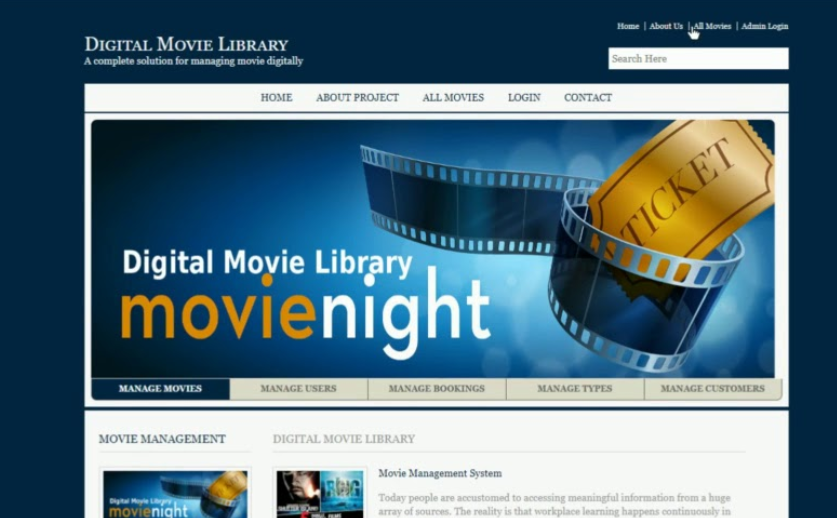 Home | About Us | All Movies | Admin Login
DIGITAL MOVIE LIBRARY
A complete solution for managing movie digitally
Search Here
HOME ABOUT PROJECT ALL MOVIES LOGIN CONTACT
TICKET
Digital Movie Library
movienight
MANAGE MOVIES MANAGE USERS MANAGE BOOKINGS MANAGE TYPES MANAGE CUSTOMERS
MOVIE MANAGEMENT
DIGITAL MOVIE LIBRARY
Digital Movie Library
movienight
Movie Management System
Today people are accustomed to accessing meaningful information from a huge
array of sources. The reality is that workplace learning happens continuously in